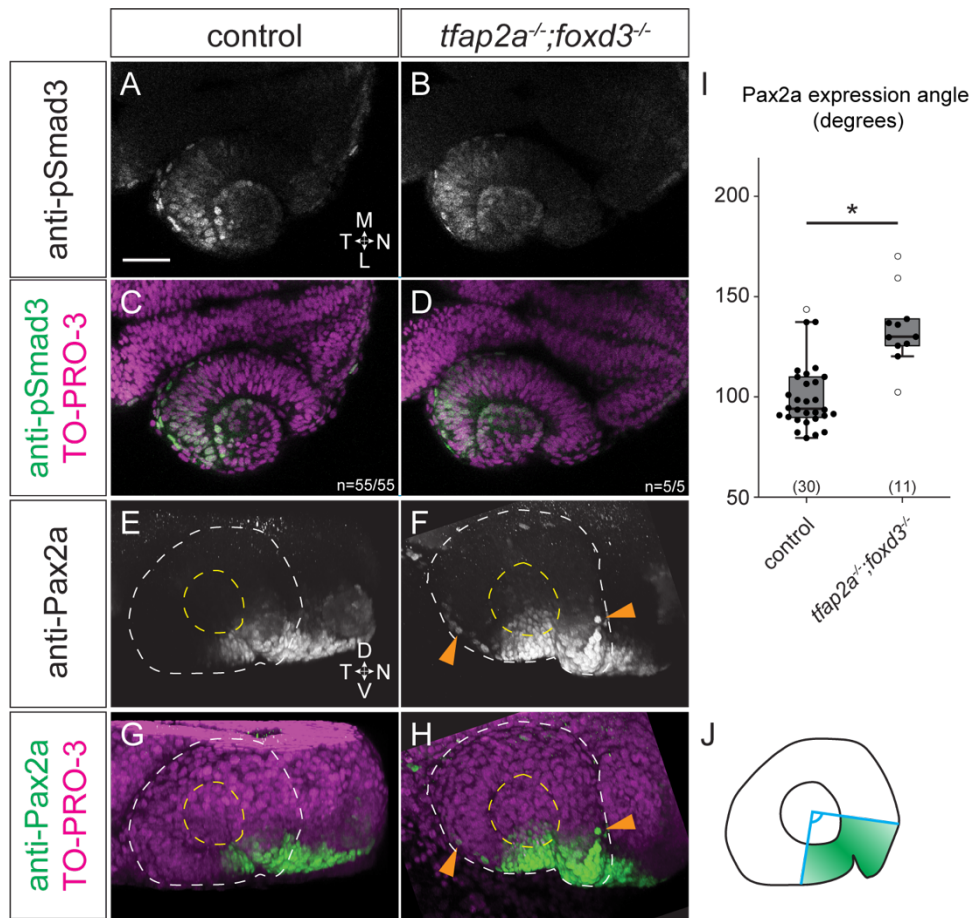 control
tfap2a-/-;foxd3-/-
anti-pSmad3
A
M
T N
L
B
anti-pSmad3
TO-PRO-3
C
n=55/55
D
n=5/5
anti-Pax2a
E
D
T N
V
F
anti-Pax2a
TO-PRO-3
G
H
I
Pax2a expression angle
(degrees)
200
150
100
50
*
(30)
(11)
control
tfap2a-/-;foxd3-/-
J